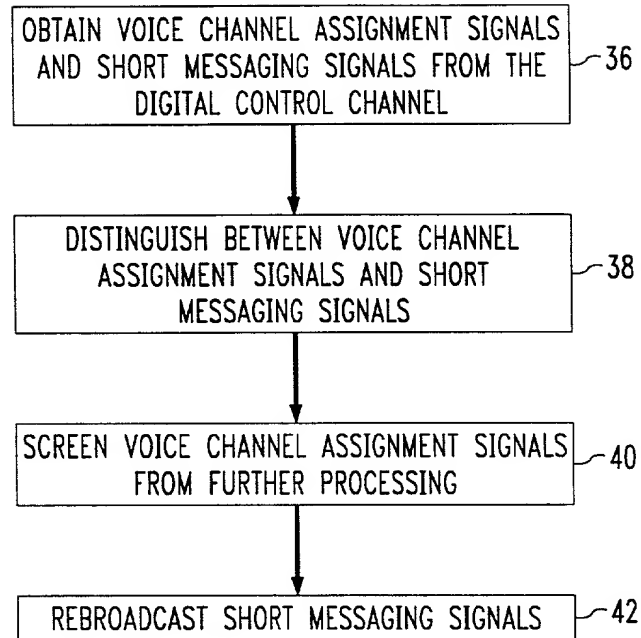 OBTAIN VOICE CHANNEL ASSIGNMENT SIGNALS
AND SHORT MESSAGING SIGNALS FROM THE
DIGITAL CONTROL CHANNEL
36
DISTINGUISH BETWEEN VOICE CHANNEL
ASSIGNMENT SIGNALS AND SHORT
MESSAGING SIGNALS
38
SCREEN VOICE CHANNEL ASSIGNMENT SIGNALS
FROM FURTHER PROCESSING
40
REBROADCAST SHORT MESSAGING SIGNALS
42